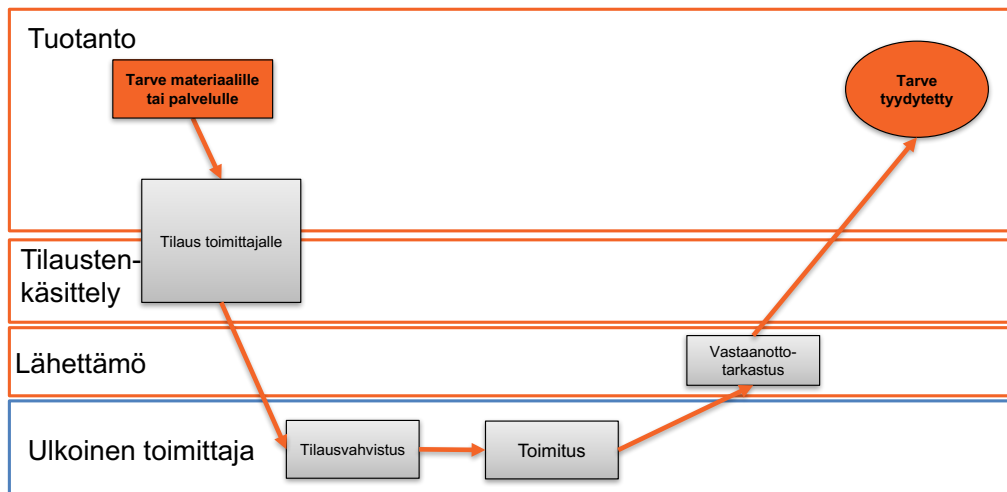 Tuotanto
Tarve materiaalille
tai palvelulle
Tarve
tyydytetty
Tilaus toimittajalle
Tilausten-
käsittely
Lähettämö
Vastaanotto-
tarkastus
Ulkoinen toimittaja
Tilausvahvistus
Toimitus